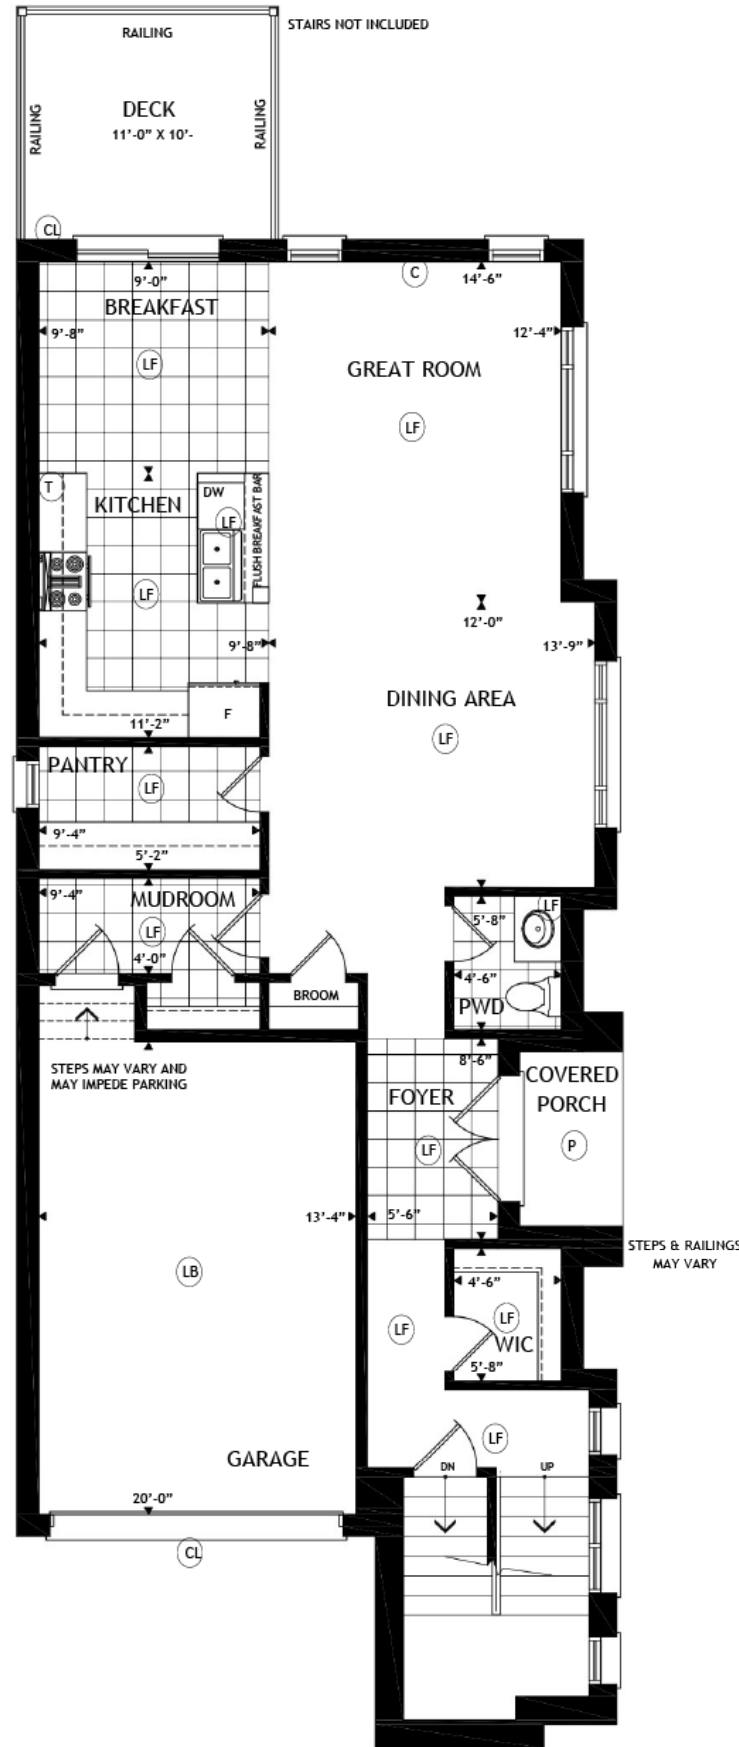 RAILING
STAIRS NOT INCLUDED
RAILING
DECK
11’-0” X 10’-
RAILING
CL
9’-0”
C
14’-6”
BREAKFAST
9’-8”
12’-4”
LF
GREAT ROOM
LF
T
KITCHEN
DW
LF
FLUSH BREAKFAST BAR
LF
12’-0”
9’-8”
13’-9”
DINING AREA
11’-2”
F
LF
PANTRY
LF
9’-4”
5’-2”
9’-4”
MUDROOM
LF
5’-8”
LF
4’-0”
4’-6”
BROOM
PWD
8’-6”
STEPS MAY VARY AND
MAY IMPEDE PARKING
FOYER
COVERED
PORCH
P
LF
13’-4”
5’-6”
STEPS & RAILINGS
MAY VARY
LB
4’-6”
LF
LF
WIC
5’-8”
GARAGE
LF
DN
UP
20’-0”
CL